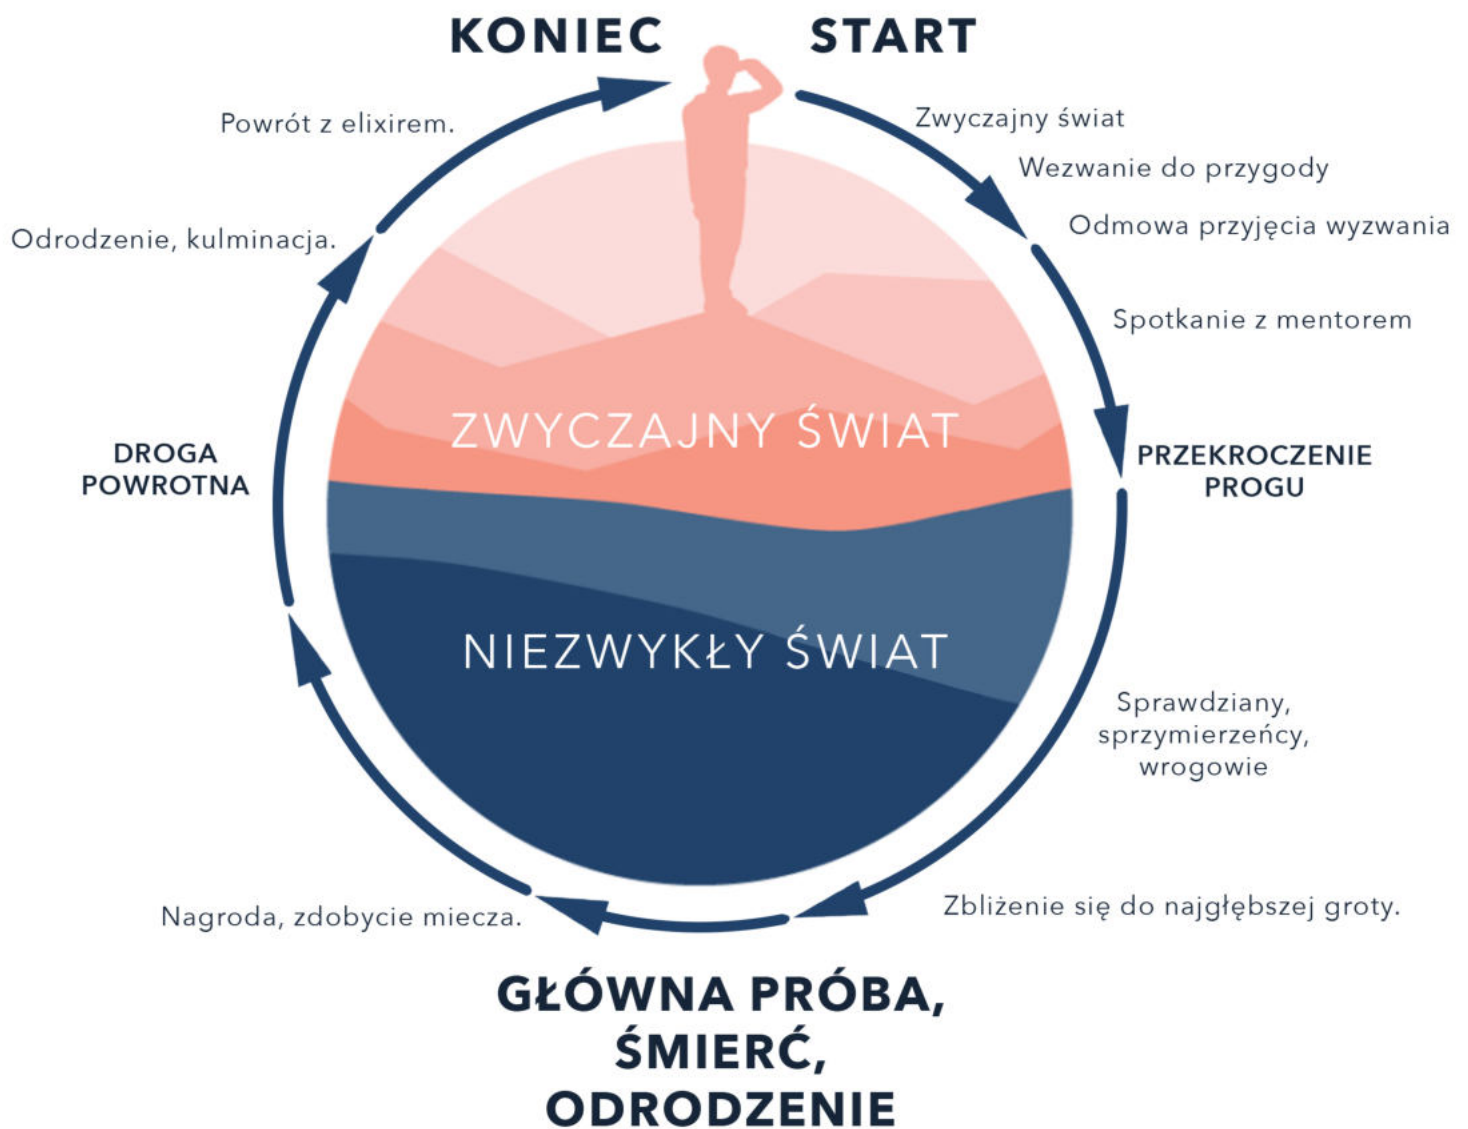 KONIEC
START
Zwyczajny świat
Wezwanie do przygody
Odmowa przyjęcia wyzwania
Spotkanie z mentorem
PRZEKROCZENIE
PROGU
Sprawdziany,
sprzymierzeńcy,
wrogowie
Zbliżenie się do najgłębszej groty.
GŁÓWNA PRÓBA,
ŚMIERĆ,
ODRODZENIE
Nagroda, zdobycie miecza.
DROGA
POWROTNA
Odrodzenie, kulminacja.
Powrót z elixirem.
ZWYCZAJNY ŚWIAT
NIEZWYKŁY ŚWIAT